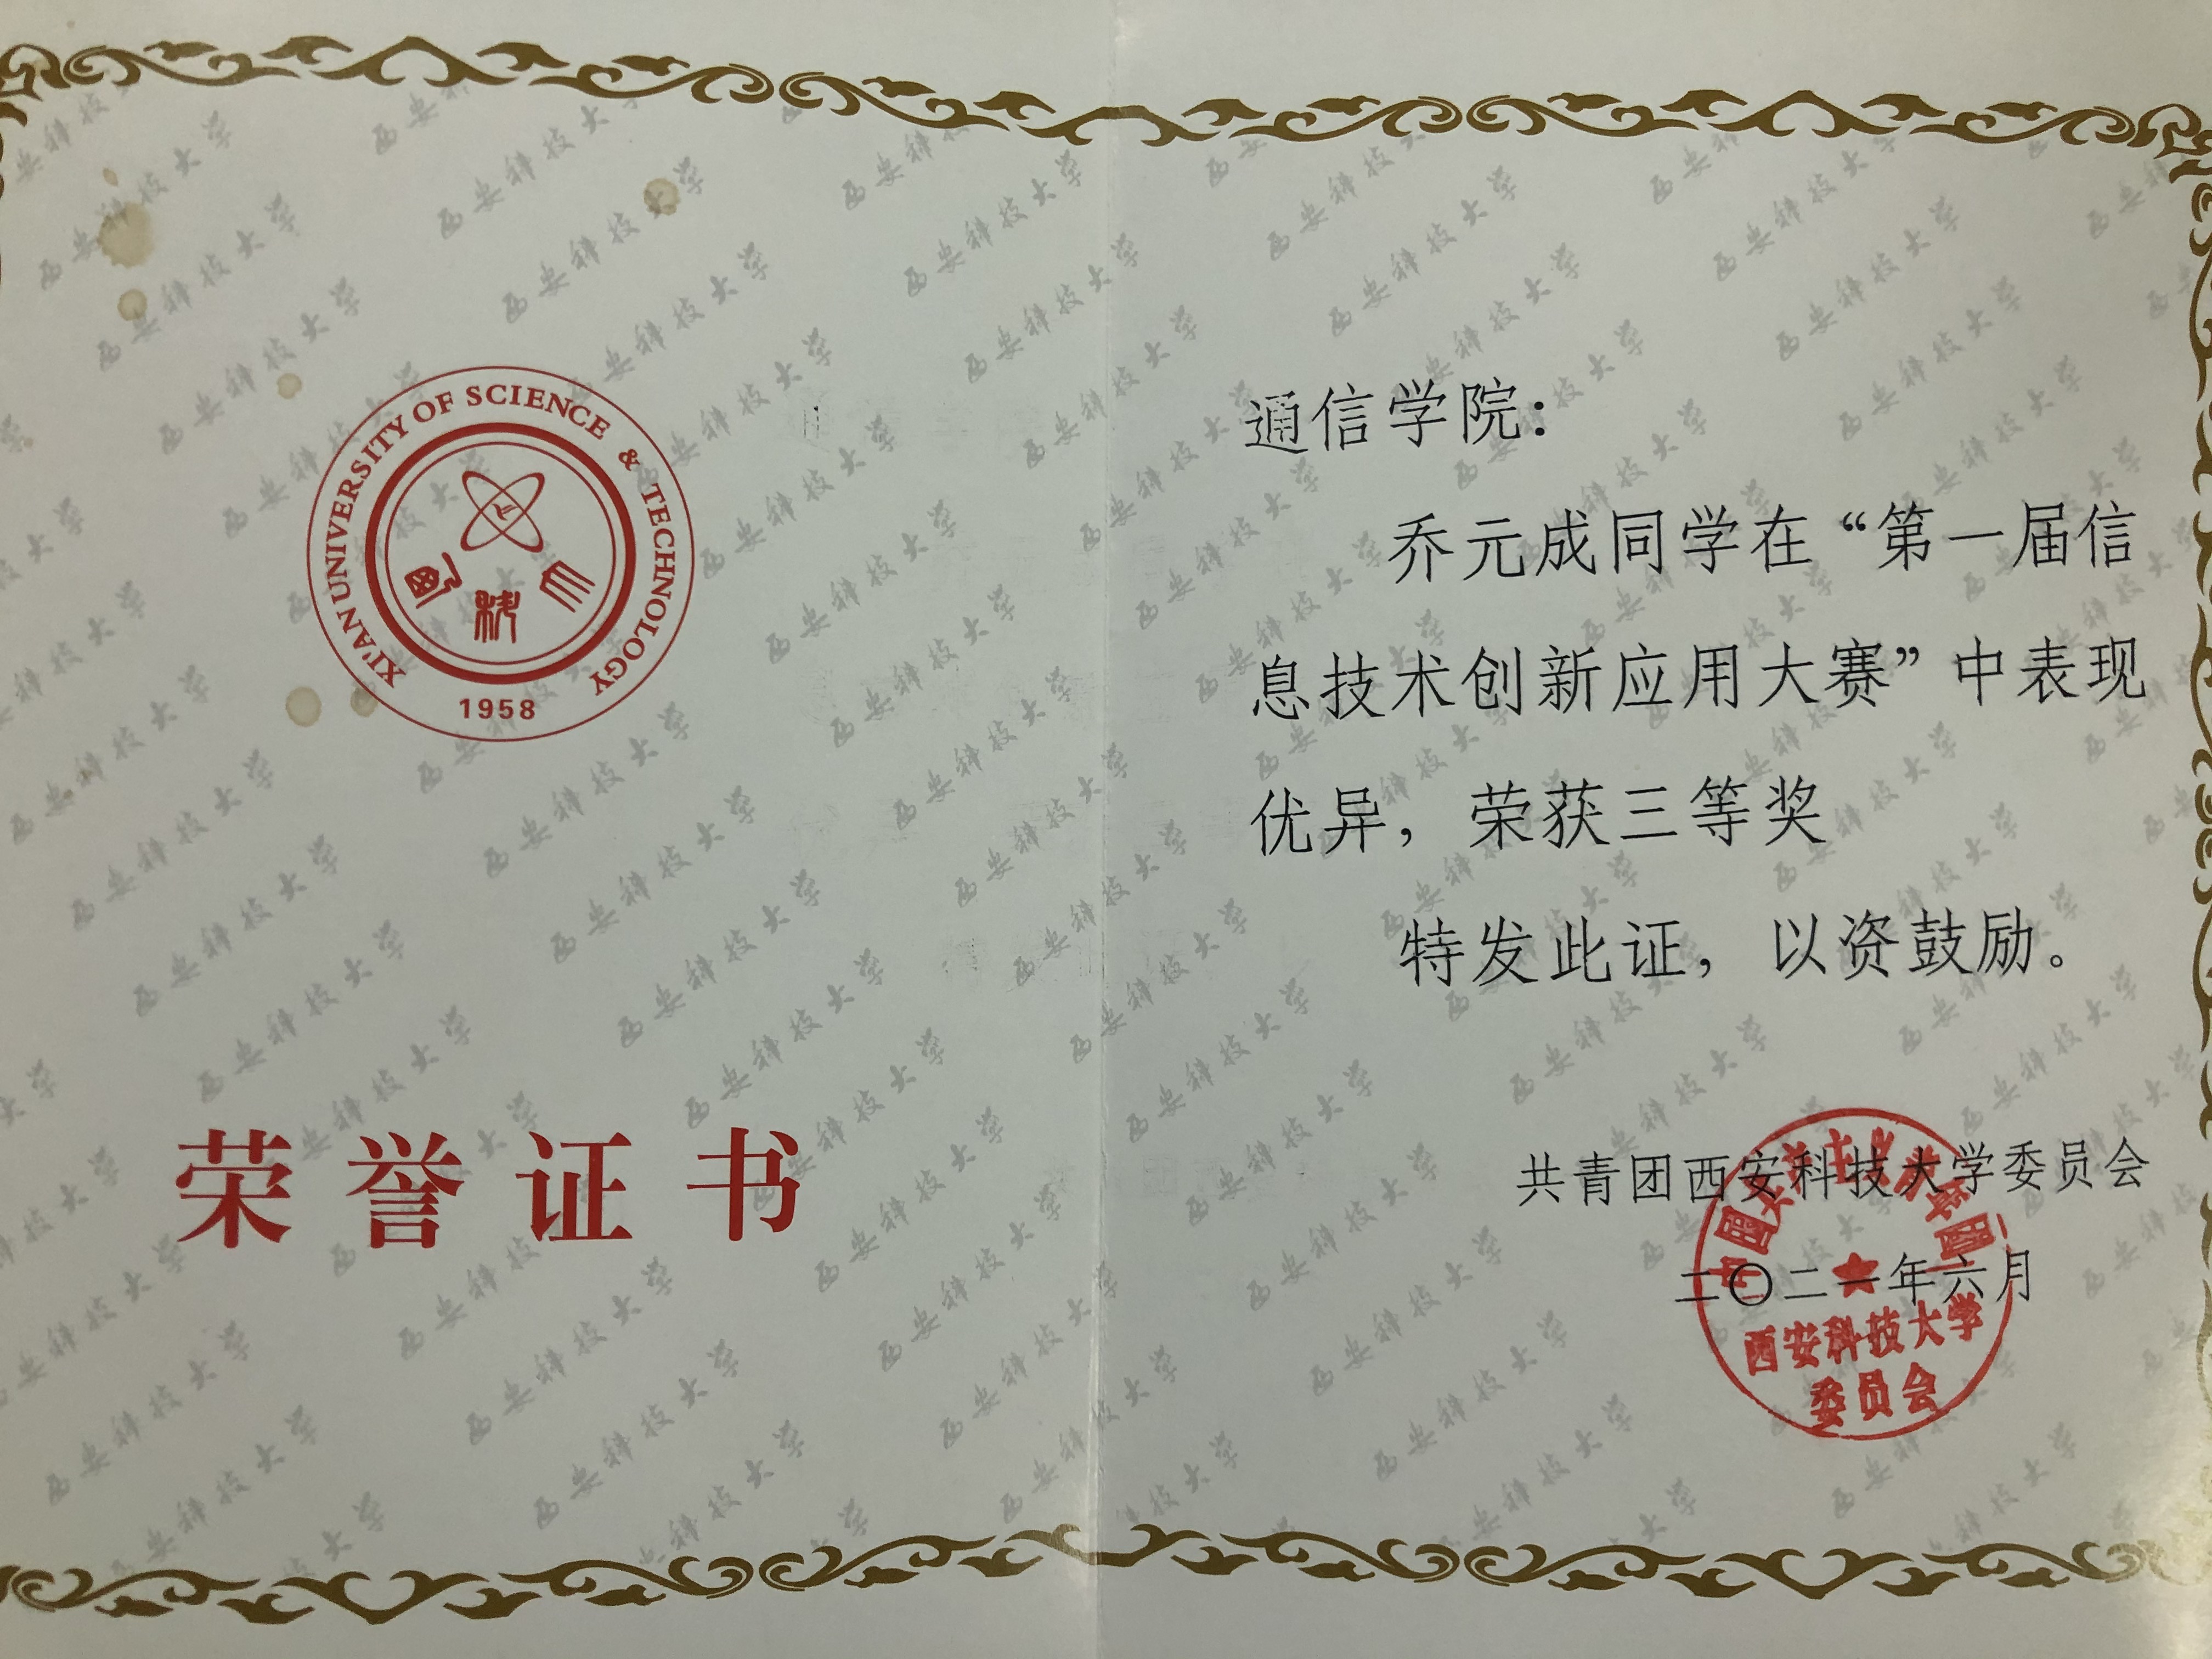 XI'AN UNIVERSITY OF SCIENCE & TECHNOLOGY
1958
荣誉证书
通信学院：
乔元成同学在“第一届信
息技术创新应用大赛”中表现
优异，荣获三等奖
特发此证，以资鼓励。
共青团西安科技大学委员会
二〇二一年六月
中国共产主义青年团
西安科技大学
委员会
西安科技大学